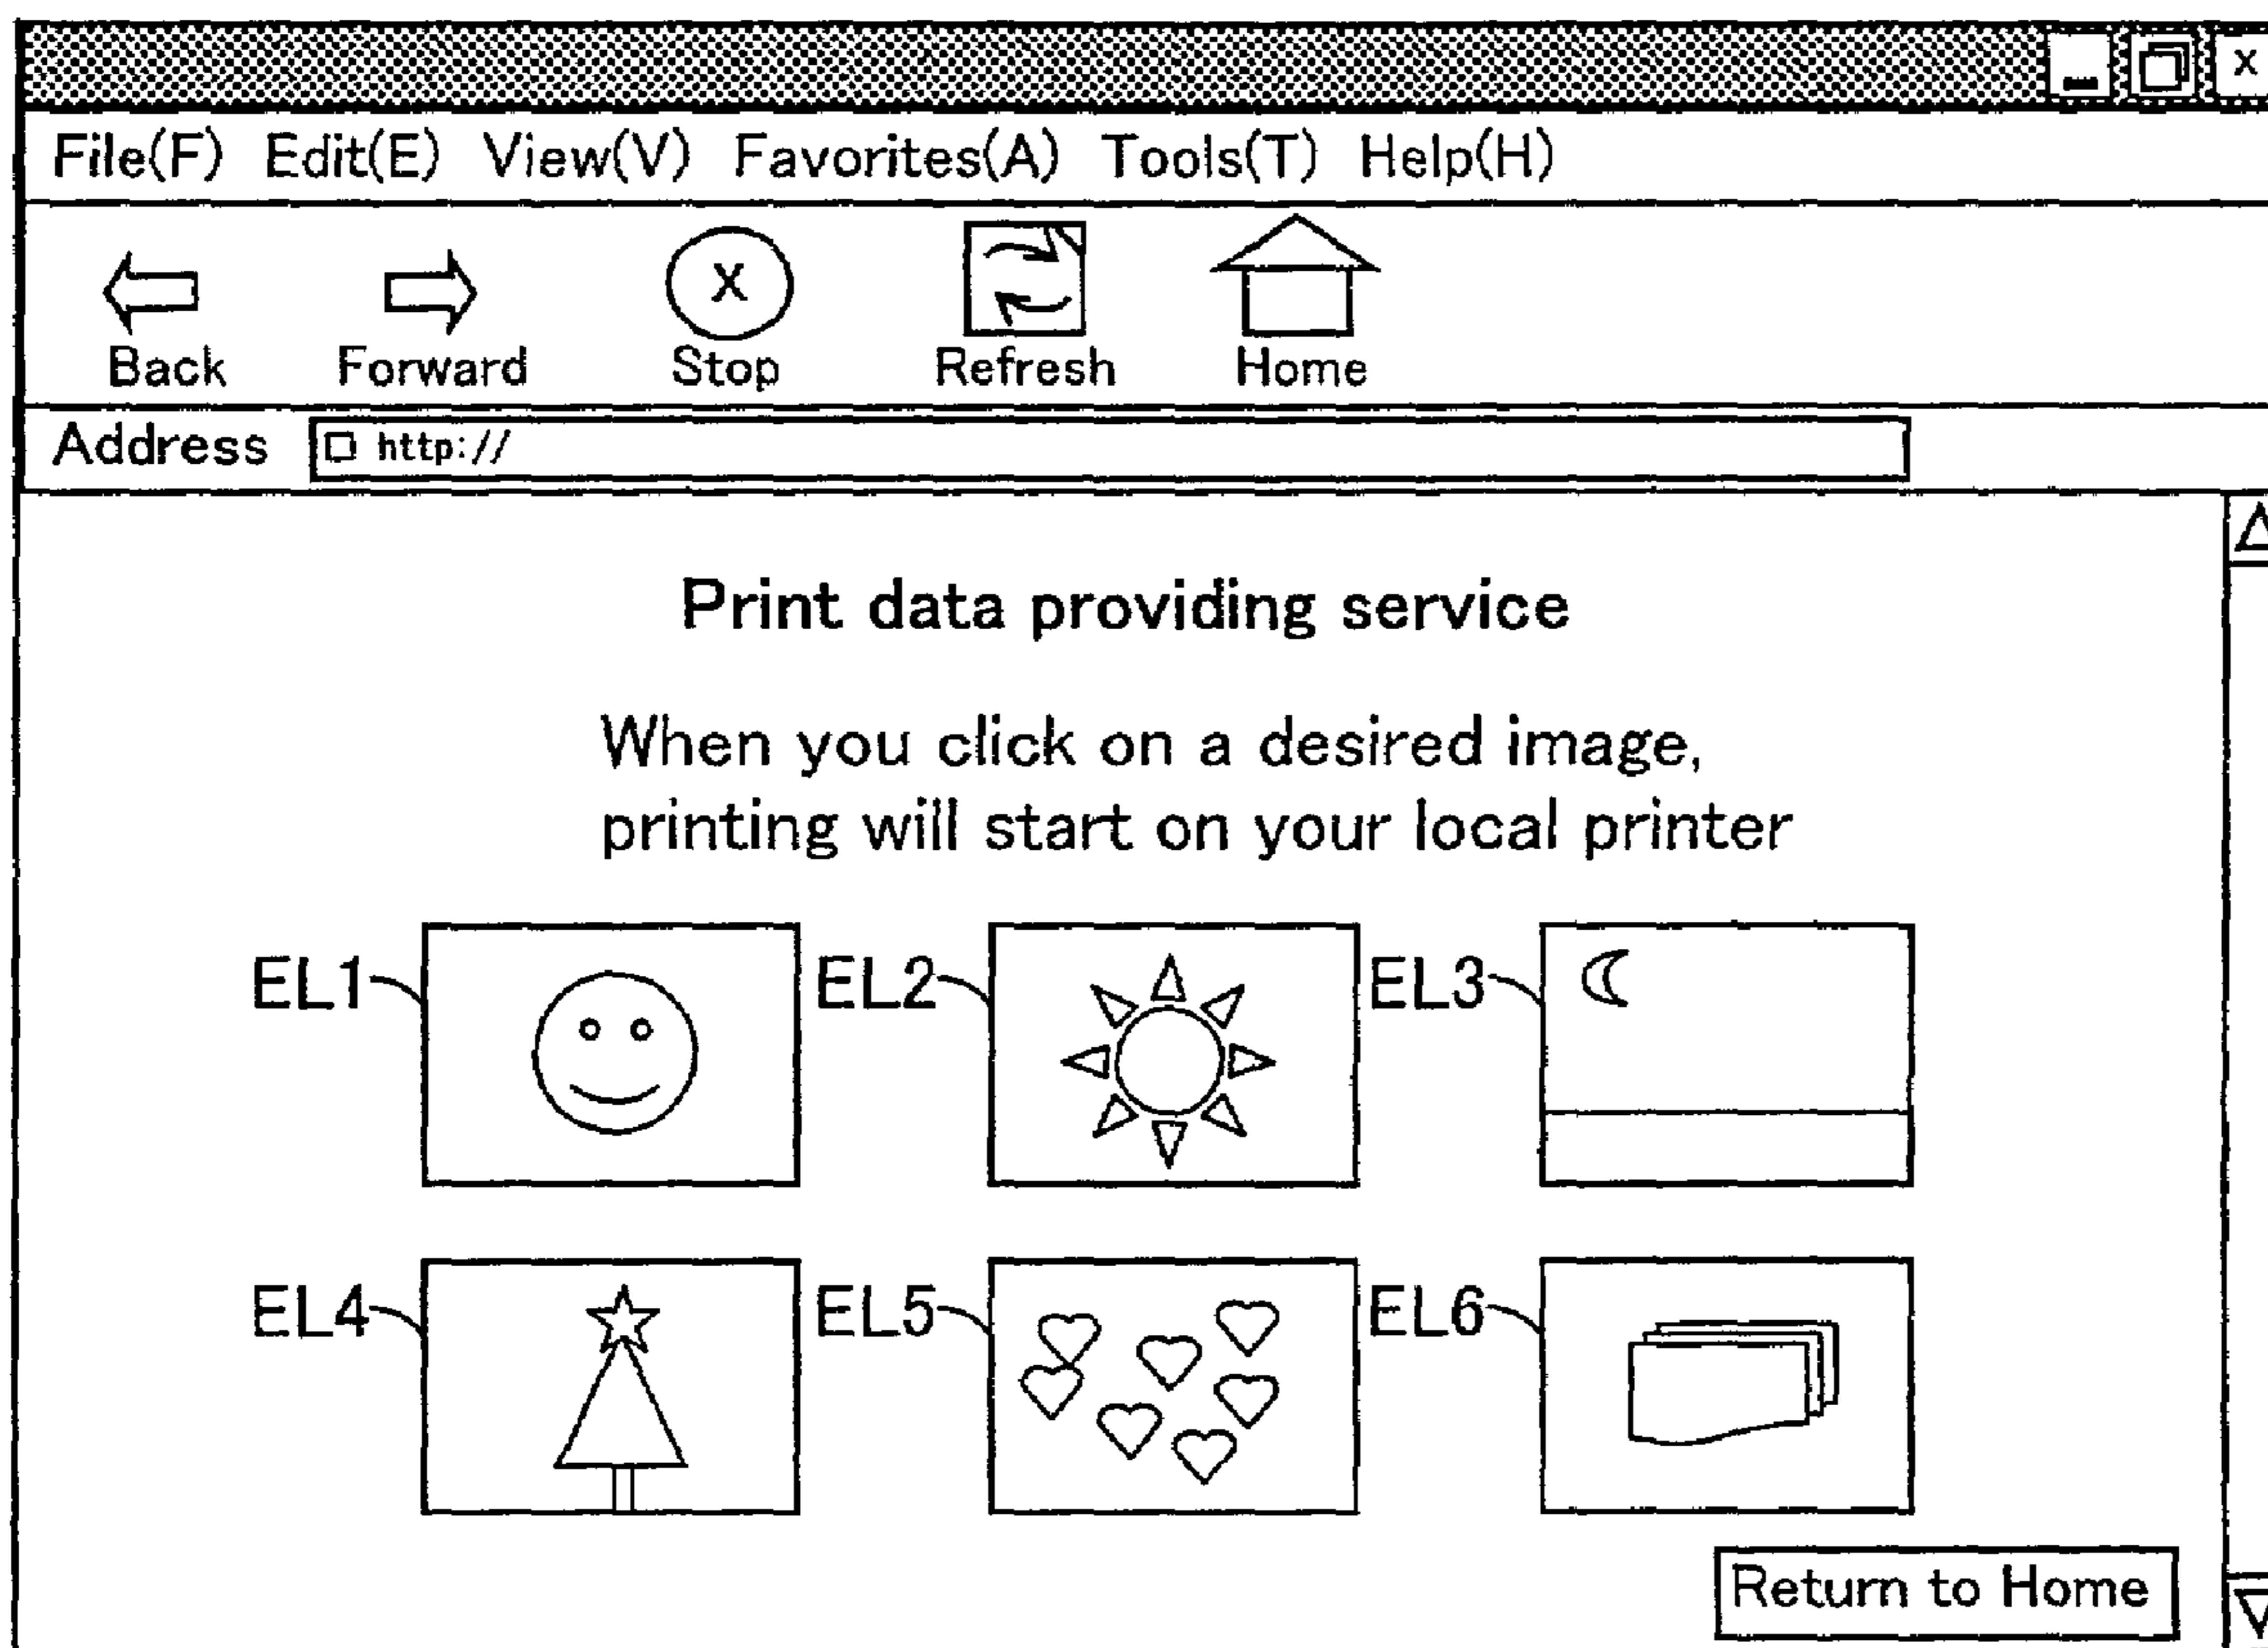 x
File(F) Edit(E) View(V) Favorites(A) Tools(T) Help(H)
X
Back Forward Stop Refresh Home
Address http://
Print data providing service
When you click on a desired image,
printing will start on your local printer
EL1 EL2 EL3
EL4 EL5 EL6
Return to Home